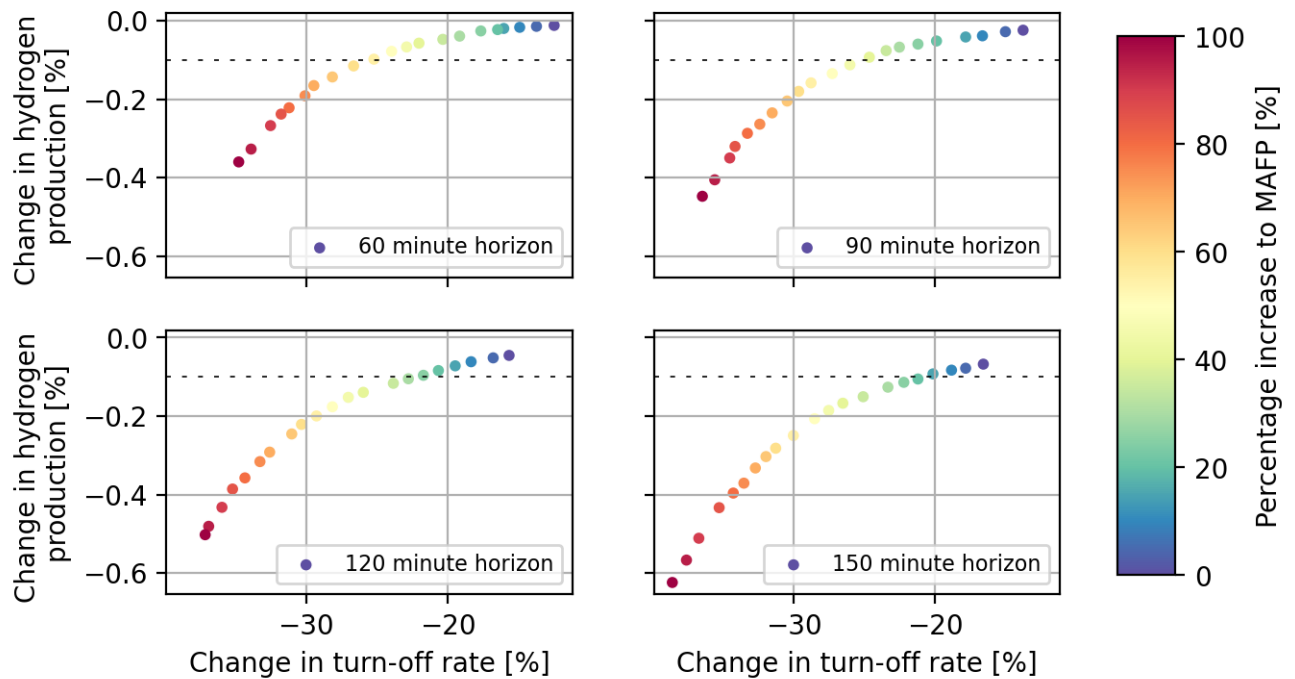 Change in hydrogen
production [%]
0.0
−0.2
−0.4
−0.6
60 minute horizon
90 minute horizon
Change in hydrogen
production [%]
0.0
−0.2
−0.4
−0.6
120 minute horizon
150 minute horizon
−30
−20
−30
−20
Change in turn-off rate [%]
Change in turn-off rate [%]
100
80
60
40
20
0
Percentage increase to MAFP [%]